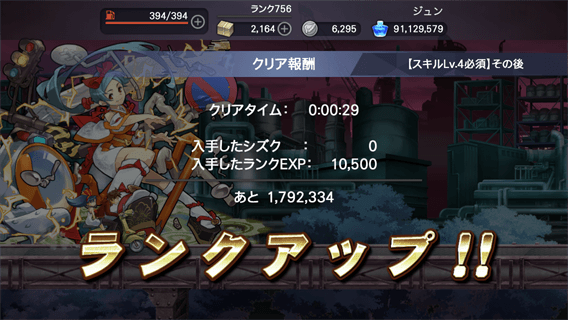 ランク756
ジュン
394/394
2,164
6,295
91,129,579
クリア報酬
【スキルLv.4必須】その後
クリアタイム： 0:00:29
入手したシズク ： 0
入手したランクEXP： 10,500
あと 1,792,334
ランクアップ!!